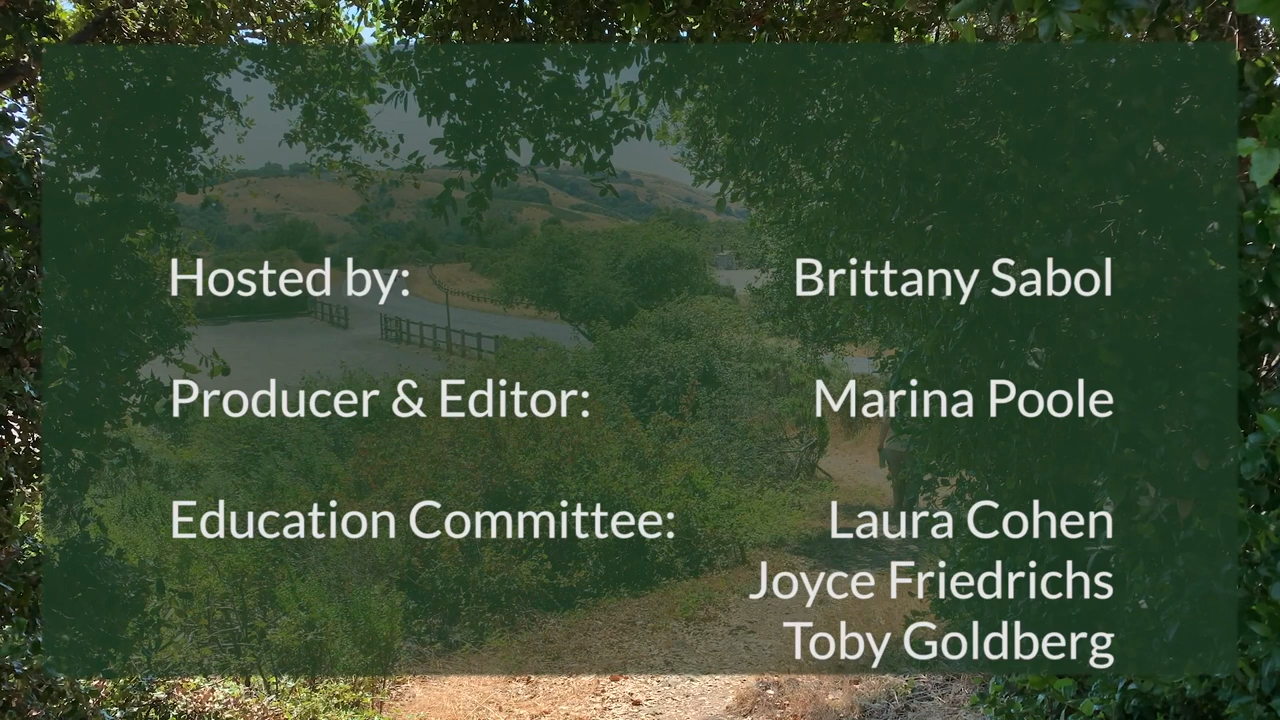 Hosted by: Brittany Sabol
Producer & Editor: Marina Poole
Education Committee: Laura Cohen
Joyce Friedrichs
Toby Goldberg